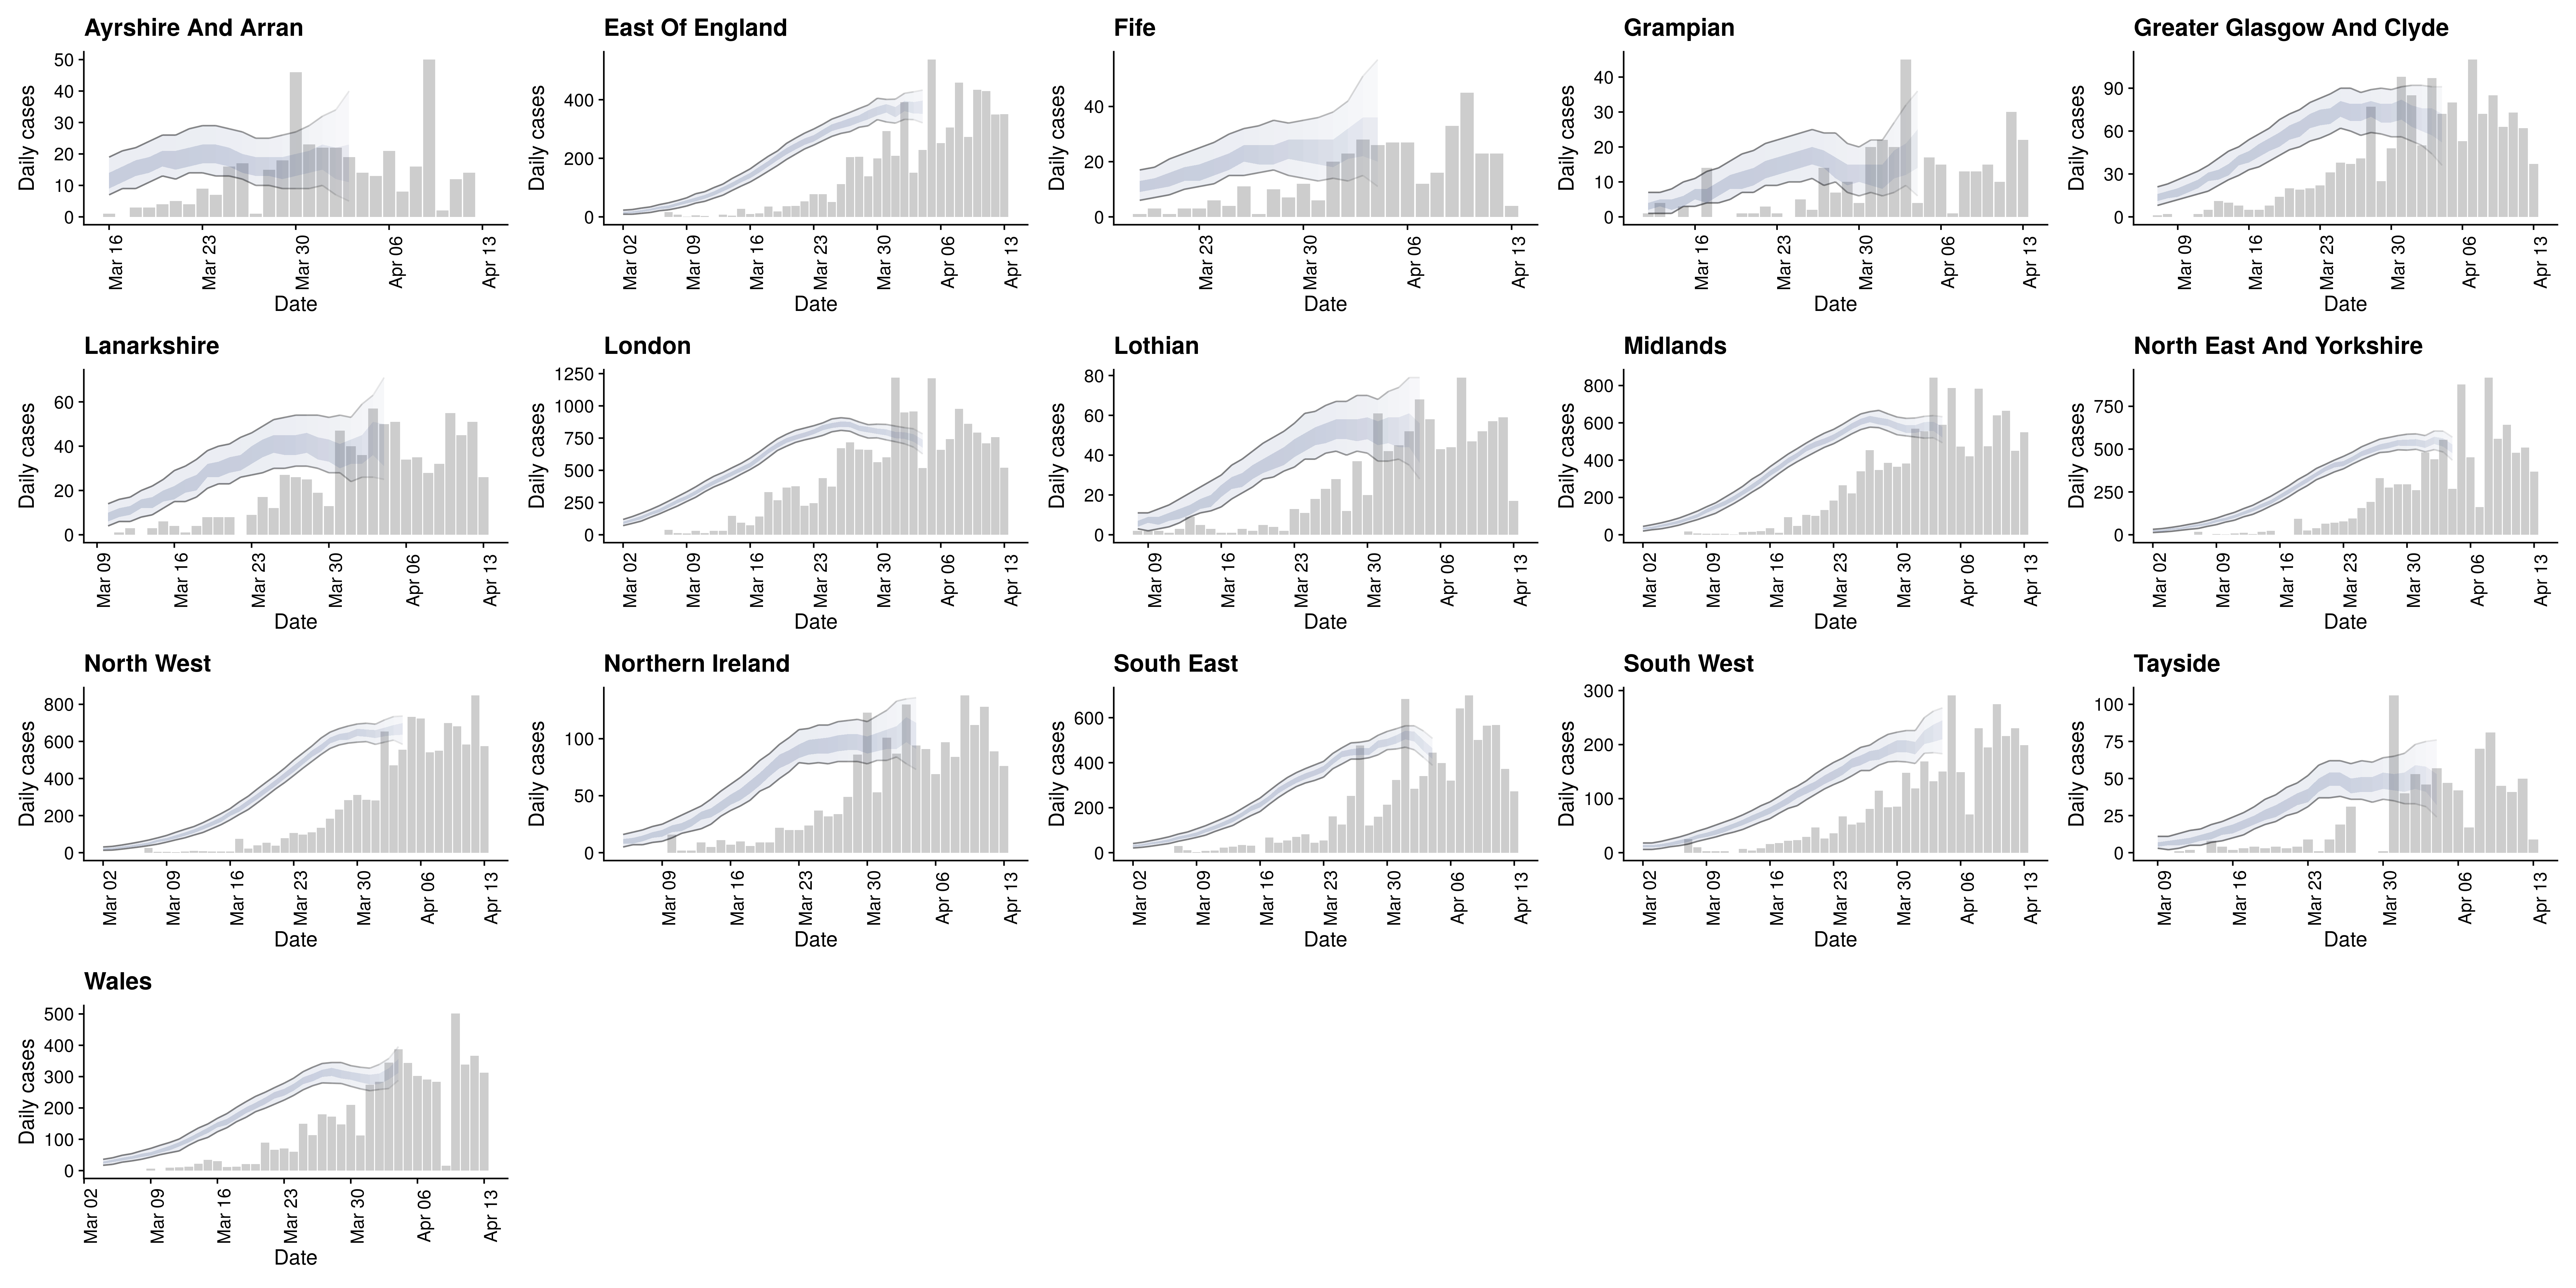 Ayrshire And Arran
Daily cases
50
40
30
20
10
0
Mar 16
Mar 23
Mar 30
Apr 06
Apr 13
Date
East Of England
Daily cases
400
200
0
Mar 02
Mar 09
Mar 16
Mar 23
Mar 30
Apr 06
Apr 13
Date
Fife
Daily cases
40
20
0
Mar 23
Mar 30
Apr 06
Apr 13
Date
Grampian
Daily cases
40
30
20
10
0
Mar 16
Mar 23
Mar 30
Apr 06
Apr 13
Date
Greater Glasgow And Clyde
Daily cases
90
60
30
0
Mar 09
Mar 16
Mar 23
Mar 30
Apr 06
Apr 13
Date
Lanarkshire
Daily cases
60
40
20
0
Mar 09
Mar 16
Mar 23
Mar 30
Apr 06
Apr 13
Date
London
Daily cases
1250
1000
750
500
250
0
Mar 02
Mar 09
Mar 16
Mar 23
Mar 30
Apr 06
Apr 13
Date
Lothian
Daily cases
80
60
40
20
0
Mar 09
Mar 16
Mar 23
Mar 30
Apr 06
Apr 13
Date
Midlands
Daily cases
800
600
400
200
0
Mar 02
Mar 09
Mar 16
Mar 23
Mar 30
Apr 06
Apr 13
Date
North East And Yorkshire
Daily cases
750
500
250
0
Mar 02
Mar 09
Mar 16
Mar 23
Mar 30
Apr 06
Apr 13
Date
North West
Daily cases
800
600
400
200
0
Mar 02
Mar 09
Mar 16
Mar 23
Mar 30
Apr 06
Apr 13
Date
Northern Ireland
Daily cases
100
50
0
Mar 09
Mar 16
Mar 23
Mar 30
Apr 06
Apr 13
Date
South East
Daily cases
600
400
200
0
Mar 02
Mar 09
Mar 16
Mar 23
Mar 30
Apr 06
Apr 13
Date
South West
Daily cases
300
200
100
0
Mar 02
Mar 09
Mar 16
Mar 23
Mar 30
Apr 06
Apr 13
Date
Tayside
Daily cases
100
75
50
25
0
Mar 09
Mar 16
Mar 23
Mar 30
Apr 06
Apr 13
Date
Wales
Daily cases
500
400
300
200
100
0
Mar 02
Mar 09
Mar 16
Mar 23
Mar 30
Apr 06
Apr 13
Date